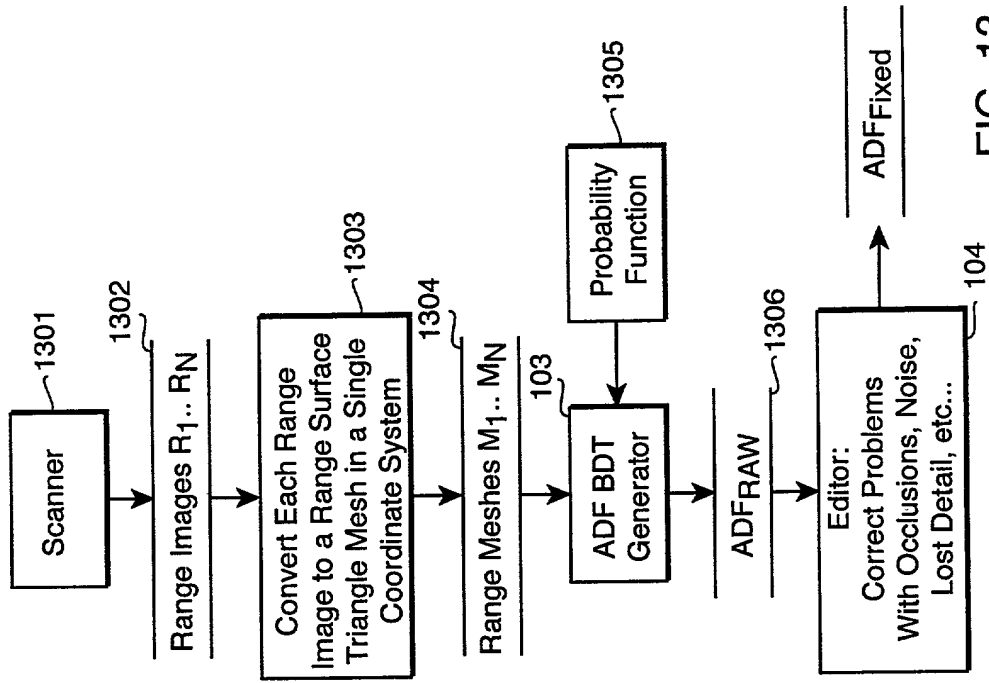 1301
Scanner
1302
Range Images R1.. RN
1303
Convert Each Range
Image to a Range Surface
Triangle Mesh in a Single
Coordinate System
1304
Range Meshes M1.. MN
1305
Probability
Function
103
ADF BDT
Generator
1306
ADFRAW
Editor:
Correct Problems
With Occlusions, Noise,
Lost Detail, etc...
104
ADFFixed
FIG.